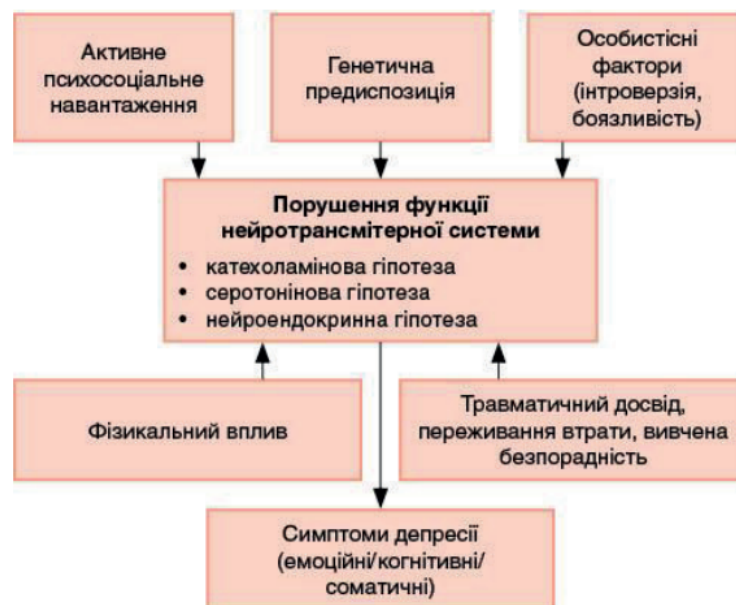 Активне
психосоціальне
навантаження
Генетична
предиспозиція
Особистісні
фактори
(інтроверзія,
боязливість)
Порушення функції
нейротрансмітерної системи
• катехоламінова гіпотеза
• серотонінова гіпотеза
• нейроендокринна гіпотеза
Фізикальний вплив
Травматичний досвід,
переживання втрати, вивчена
безпорадність
Симптоми депресії
(емоційні/когнітивні/
соматичні)